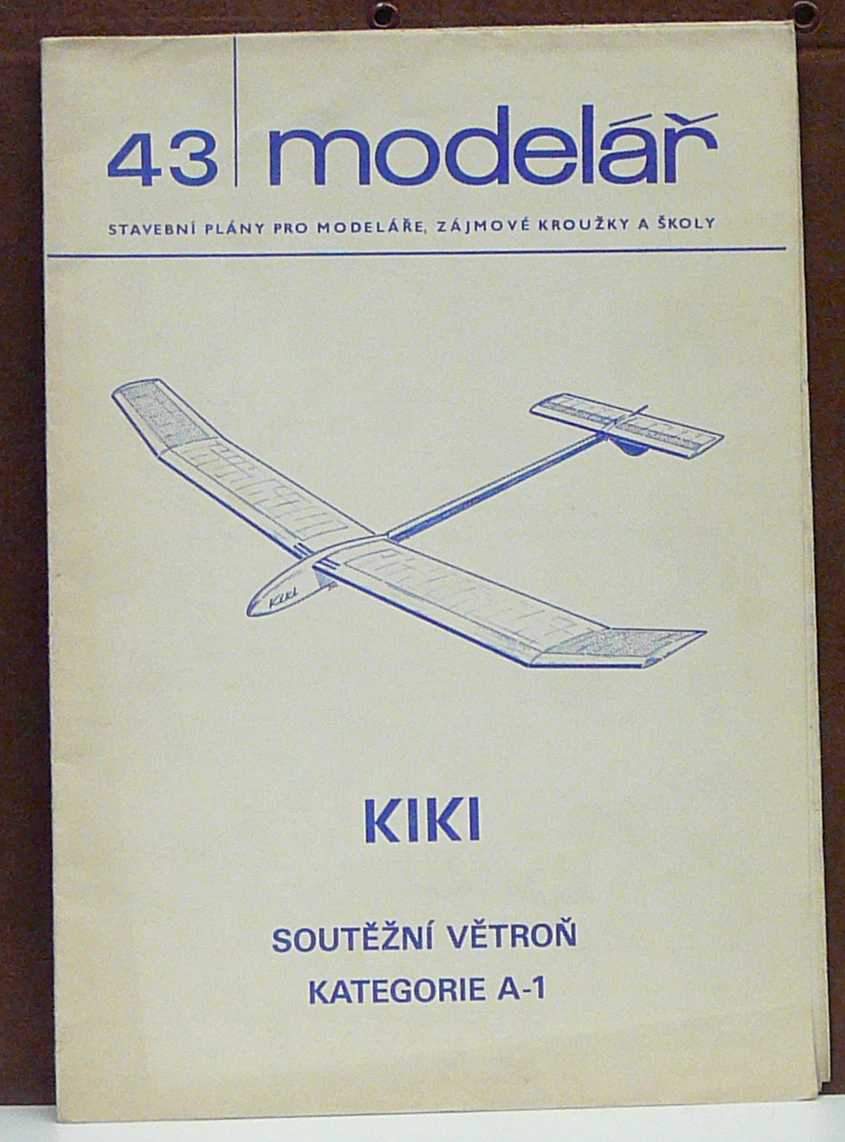 43 modelář
STAVEBNÍ PLÁNY PRO MODELÁŘE, ZÁJMOVÉ KROUŽKY A ŠKOLY
KIKI
KIKI
SOUTĚŽNÍ VĚTROŇ
KATEGORIE A-1